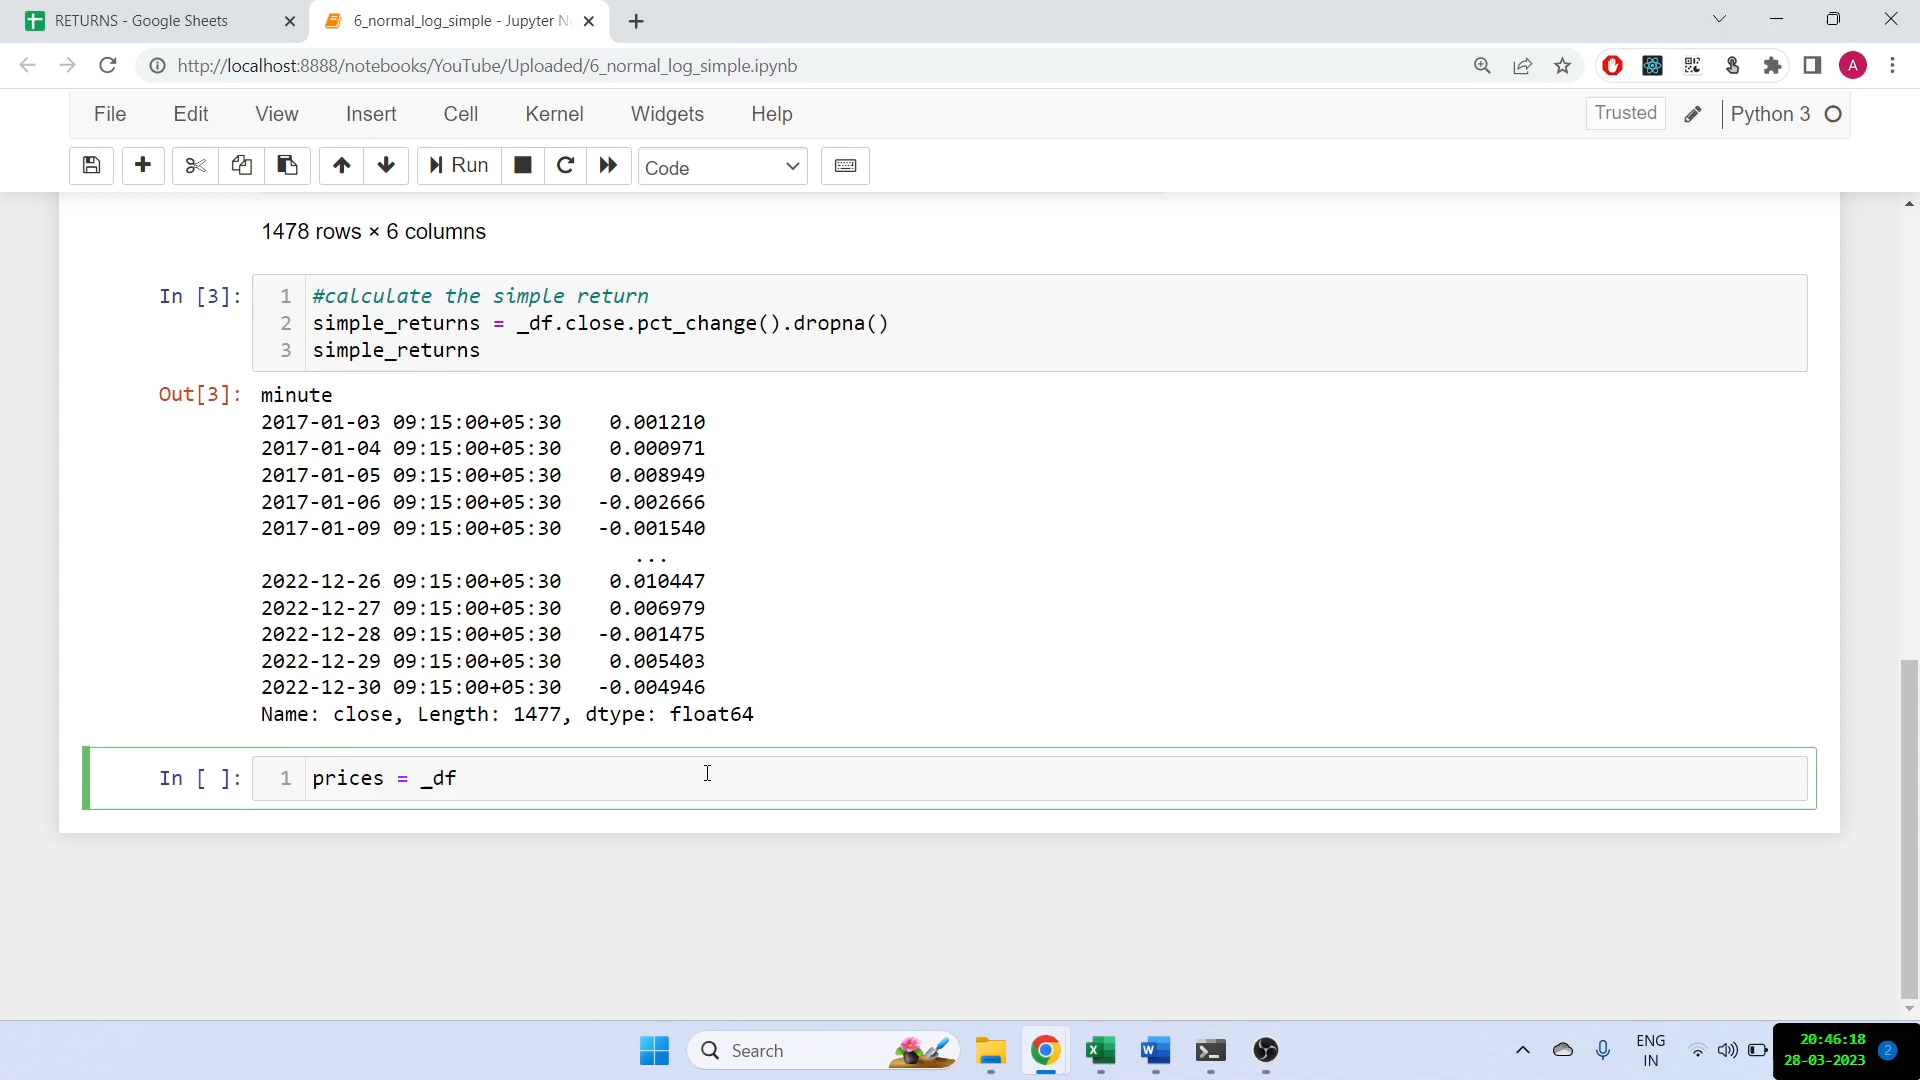 RETURNS - Google Sheets
6_normal_log_simple - Jupyter N
http://localhost:8888/notebooks/YouTube/Uploaded/6_normal_log_simple.ipynb
A
File Edit View Insert Cell Kernel Widgets Help
Trusted Python 3
Run Code
1478 rows × 6 columns
In [3]: 1 #calculate the simple return
2 simple_returns = _df.close.pct_change().dropna()
3 simple_returns
Out[3]: minute
2017-01-03 09:15:00+05:30 0.001210
2017-01-04 09:15:00+05:30 0.000971
2017-01-05 09:15:00+05:30 0.008949
2017-01-06 09:15:00+05:30 -0.002666
2017-01-09 09:15:00+05:30 -0.001540
...
2022-12-26 09:15:00+05:30 0.010447
2022-12-27 09:15:00+05:30 0.006979
2022-12-28 09:15:00+05:30 -0.001475
2022-12-29 09:15:00+05:30 0.005403
2022-12-30 09:15:00+05:30 -0.004946
Name: close, Length: 1477, dtype: float64
In [ ]: 1 prices = _df
Search
ENG
IN
20:46:18
28-03-2023
2